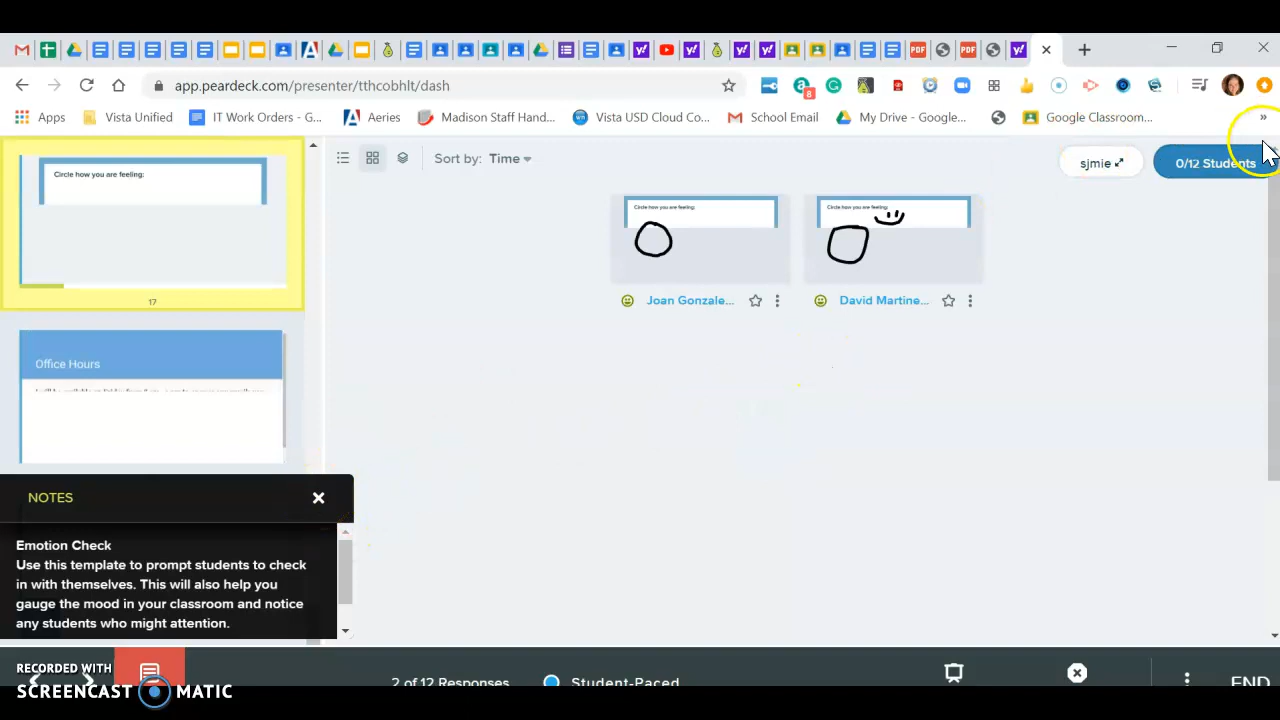 app.peardeck.com/presenter/tthcobhlt/dash
8
Apps
Vista Unified
IT Work Orders - G...
Aeries
Madison Staff Hand...
Vista USD Cloud Co...
School Email
My Drive - Google...
Google Classroom...
»
Circle how you are feeling:
17
Office Hours
Sort by: Time
sjmie
0/12 Students
Circle how you are feeling:
Circle how you are feeling:
Joan Gonzale...
David Martine...
NOTES
Emotion Check
Use this template to prompt students to check
in with themselves. This will also help you
gauge the mood in your classroom and notice
any students who might attention.
RECORDED WITH
SCREENCAST MATIC
2 of 12 Responses
Student-Paced
END